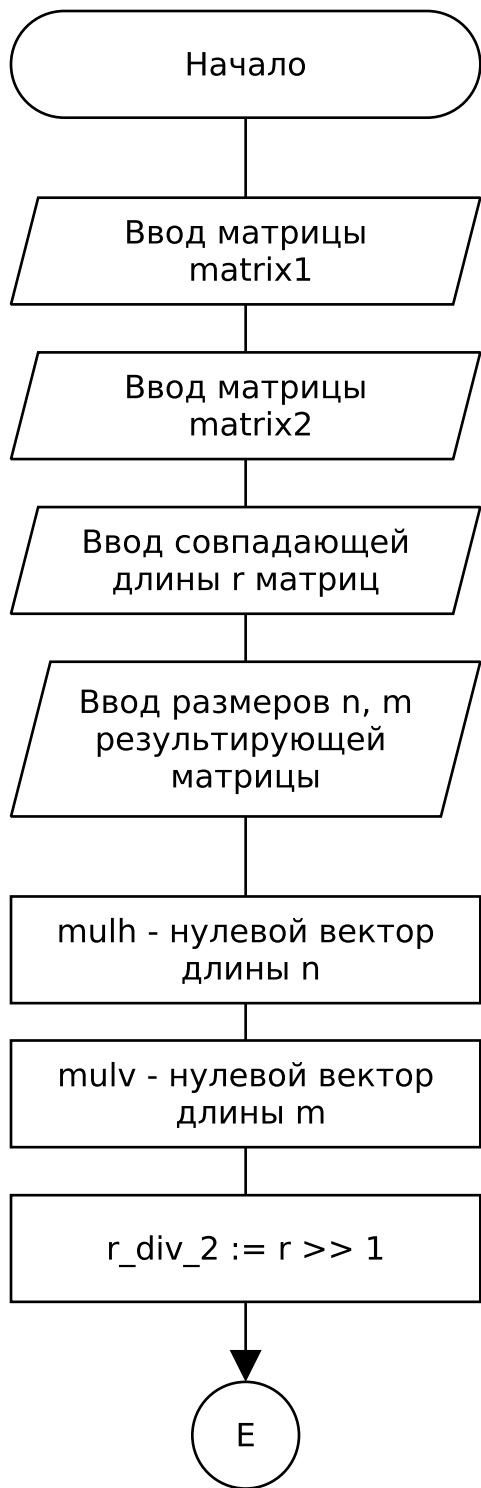 Начало
Ввод матрицы
matrix1
Ввод матрицы
matrix2
Ввод совпадающей
длины r матриц
Ввод размеров n, m
результирующей
матрицы
mulh - нулевой вектор
длины n
mulv - нулевой вектор
длины m
r_div_2 := r >> 1
E